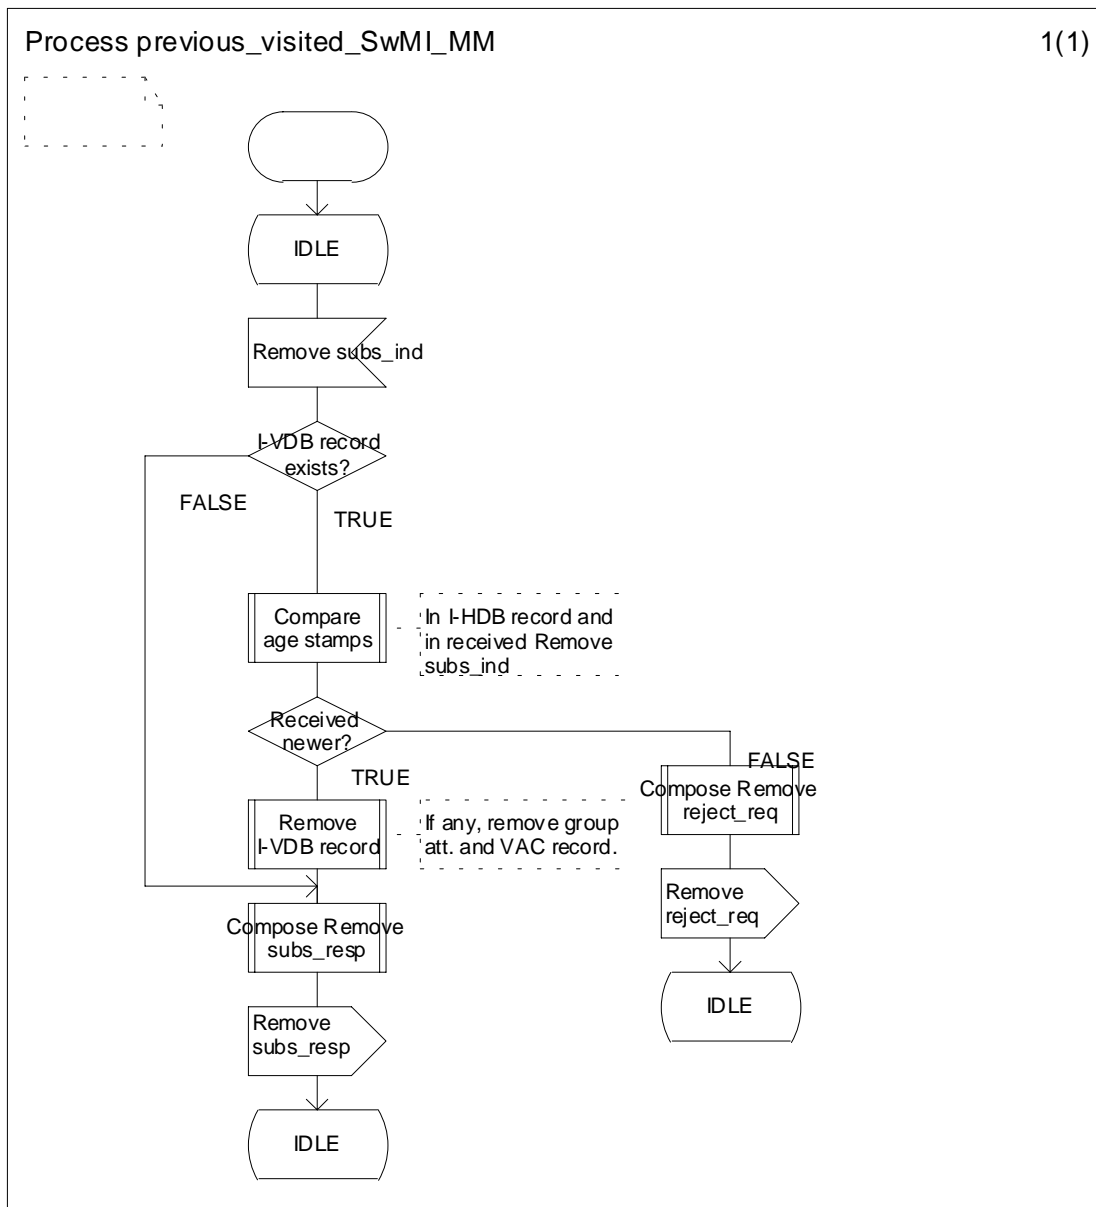 Process previous_visited_SwMI_MM
1(1)
IDLE
Remove subs_ind
I-VDB record
exists?
FALSE
TRUE
Compare
age stamps
In I-HDB record and
in received Remove
subs_ind
Received
newer?
FALSE
TRUE
Compose Remove
reject_req
Remove
I-VDB record
If any, remove group
att. and VAC record.
Remove
reject_req
Compose Remove
subs_resp
IDLE
Remove
subs_resp
IDLE